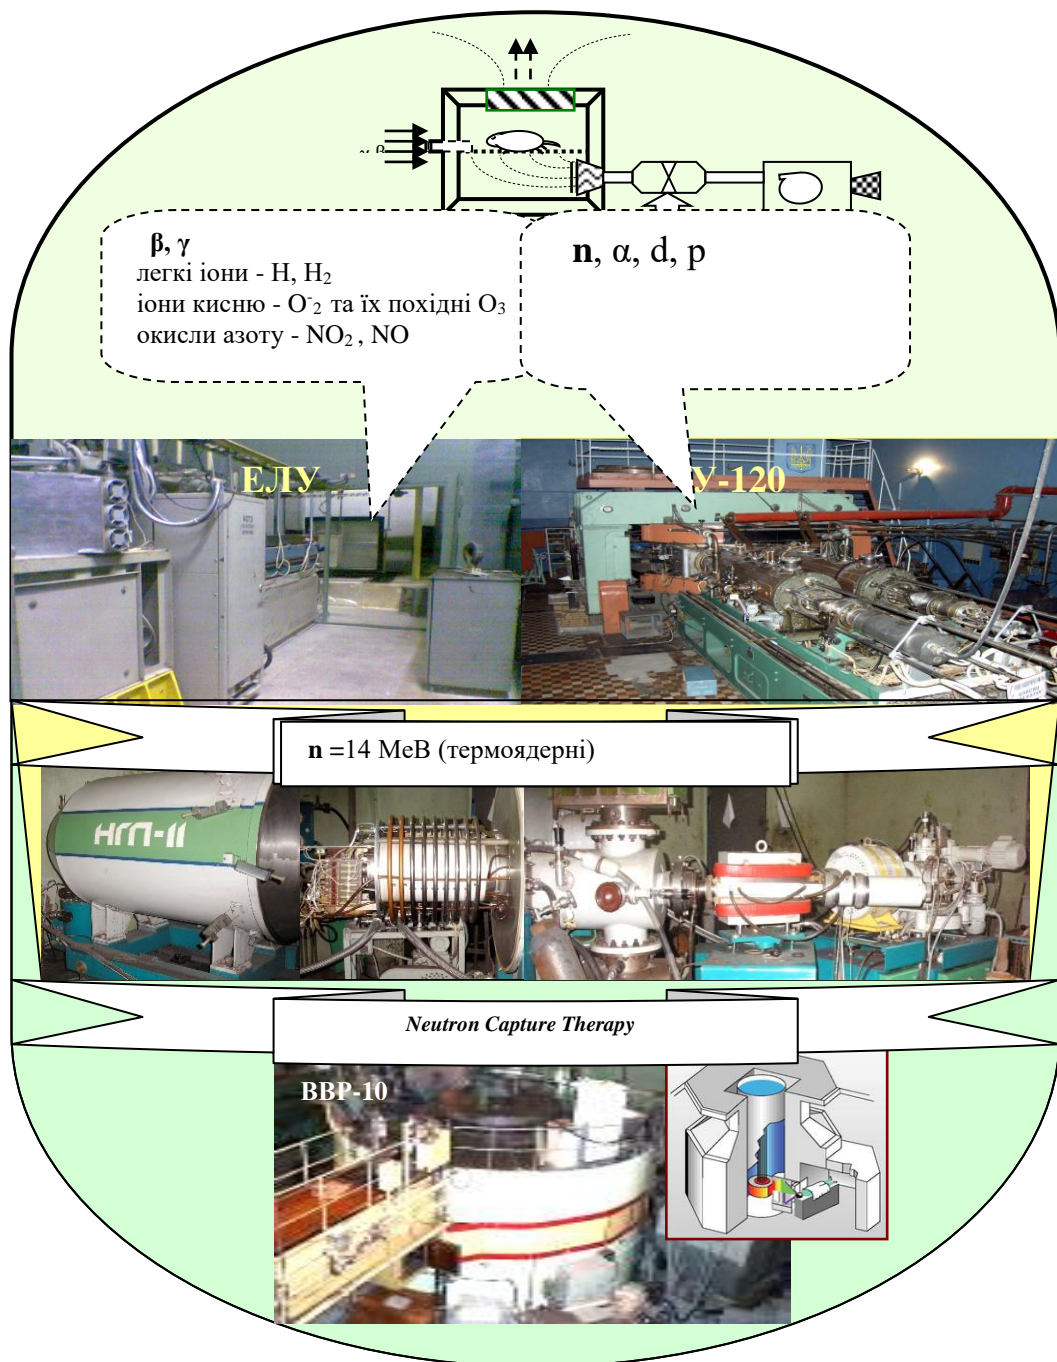 β, γ
легкі іони - H, H₂
іони кисню - O⁻₂ та їх похідні O₃
окисли азоту - NO₂ , NO
n, α, d, p
ЕЛУ
У-120
n =14 МеВ (термоядерні)
НГП-11
Neutron Capture Therapy
ВВР-10